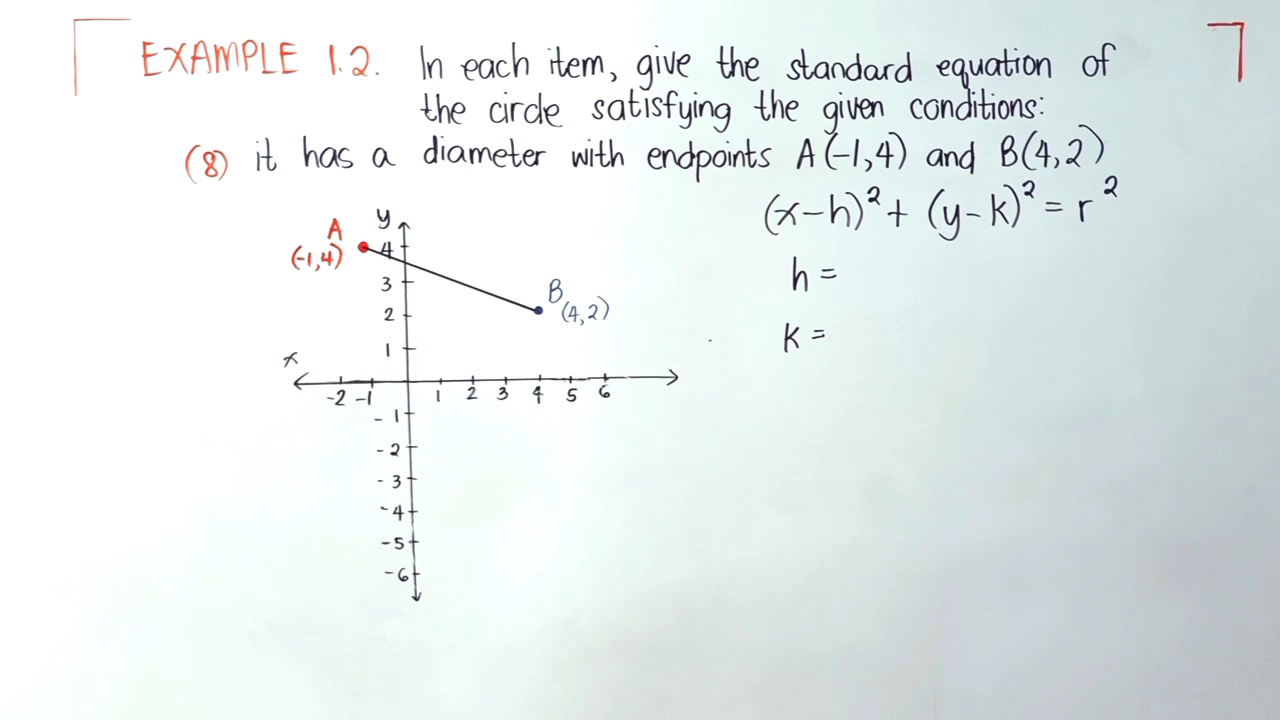 EXAMPLE 1.2. In each item, give the standard equation of
the circle satisfying the given conditions:
(8) it has a diameter with endpoints A(-1,4) and B(4,2)
(x-h)² + (y-k)² = r²
h =
k =
y
A
(-1,4)
4
3
B
(4,2)
2
1
x
-2 -1 1 2 3 4 5 6
-1
-2
-3
-4
-5
-6